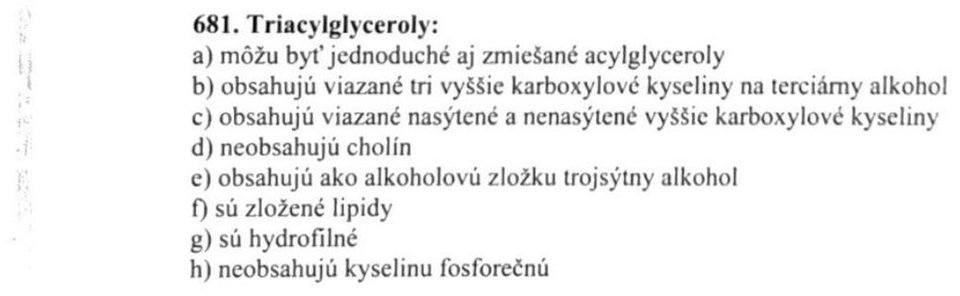 681. Triacylglyceroly:
a) môžu byť jednoduché aj zmiešané acylglyceroly
b) obsahujú viazané tri vyššie karboxylové kyseliny na terciárny alkohol
c) obsahujú viazané nasýtené a nenasýtené vyššie karboxylové kyseliny
d) neobsahujú cholín
e) obsahujú ako alkoholovú zložku trojsýtny alkohol
f) sú zložené lipidy
g) sú hydrofilné
h) neobsahujú kyselinu fosforečnú